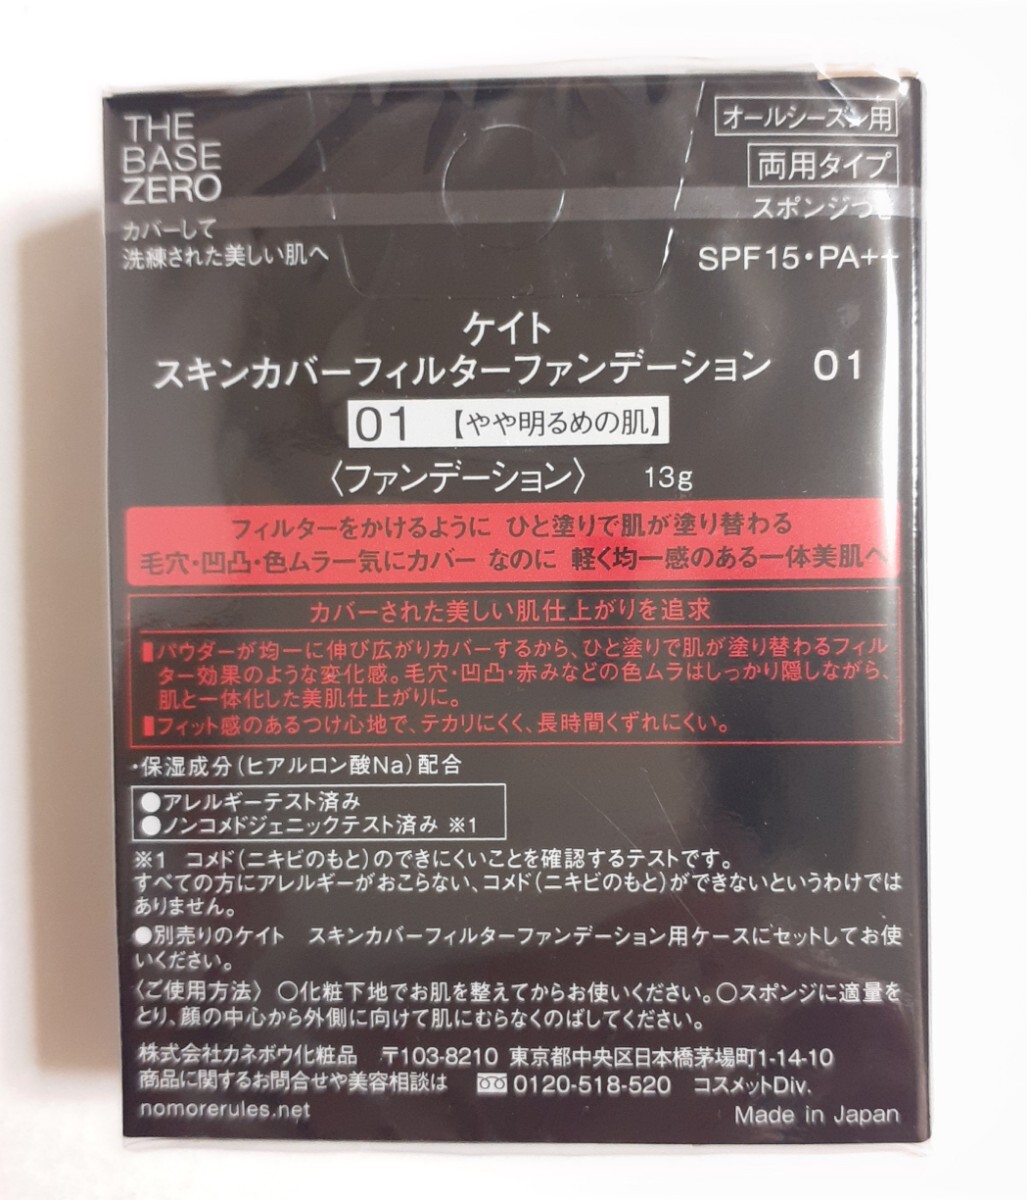 THE
BASE
ZERO
カバーして
洗練された美しい肌へ
オールシーズン用
両用タイプ
スポンジつき
SPF15・PA++
ケイト
スキンカバーフィルターファンデーション 01
01 【やや明るめの肌】
〈ファンデーション〉 13g
フィルターをかけるように ひと塗りで肌が塗り替わる
毛穴・凹凸・色ムラ一気にカバー なのに 軽く均一感のある一体美肌へ
カバーされた美しい肌仕上がりを追求
■パウダーが均一に伸び広がりカバーするから、ひと塗りで肌が塗り替わるフィル
ター効果のような変化感。毛穴・凹凸・赤みなどの色ムラはしっかり隠しながら、
肌と一体化した美肌仕上がりに。
■フィット感のあるつけ心地で、テカリにくく、長時間くずれにくい。
・保湿成分(ヒアルロン酸Na)配合
●アレルギーテスト済み
●ノンコメドジェニックテスト済み ※1
※1 コメド(ニキビのもと)のできにくいことを確認するテストです。
すべての方にアレルギーがおこらない、コメド(ニキビのもと)ができないというわけでは
ありません。
●別売りのケイト スキンカバーフィルターファンデーション用ケースにセットしてお使
いください。
〈ご使用方法〉 ○化粧下地でお肌を整えてからお使いください。○スポンジに適量を
とり、顔の中心から外側に向けて肌にむらなくのばしてください。
株式会社カネボウ化粧品 〒103-8210 東京都中央区日本橋茅場町1-14-10
商品に関するお問合せや美容相談は 0120-518-520 コスメットDiv.
nomorerules.net
Made in Japan